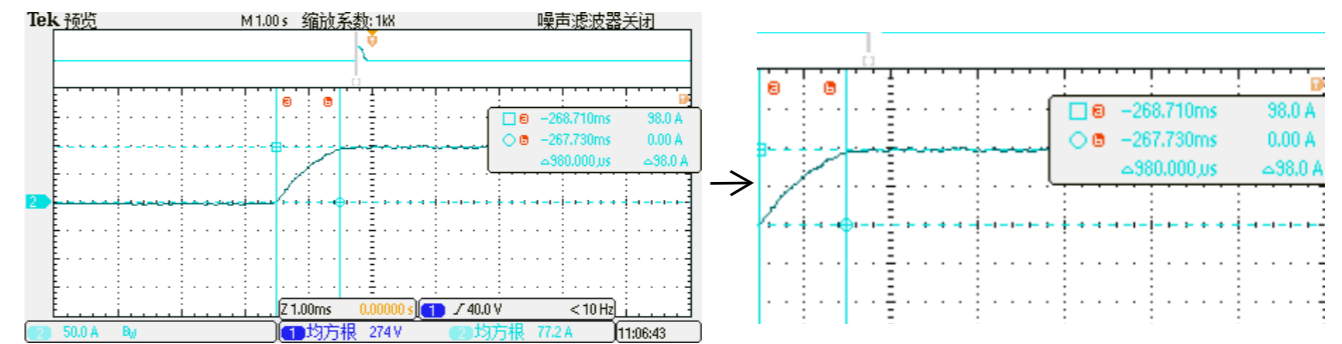 Tek 预览 M 1.00 s 缩放系数: 1kX 噪声滤波器关闭
a b
a -268.710ms 98.0 A
b -267.730ms 0.00 A
△980.000µs △98.0 A
2
Z 1.00ms 0.00000 s 1 40.0 V < 10 Hz
2 50.0 A BW 1 均方根 274 V 2 均方根 77.2 A 11:06:43
a b
a -268.710ms 98.0 A
b -267.730ms 0.00 A
△980.000µs △98.0 A